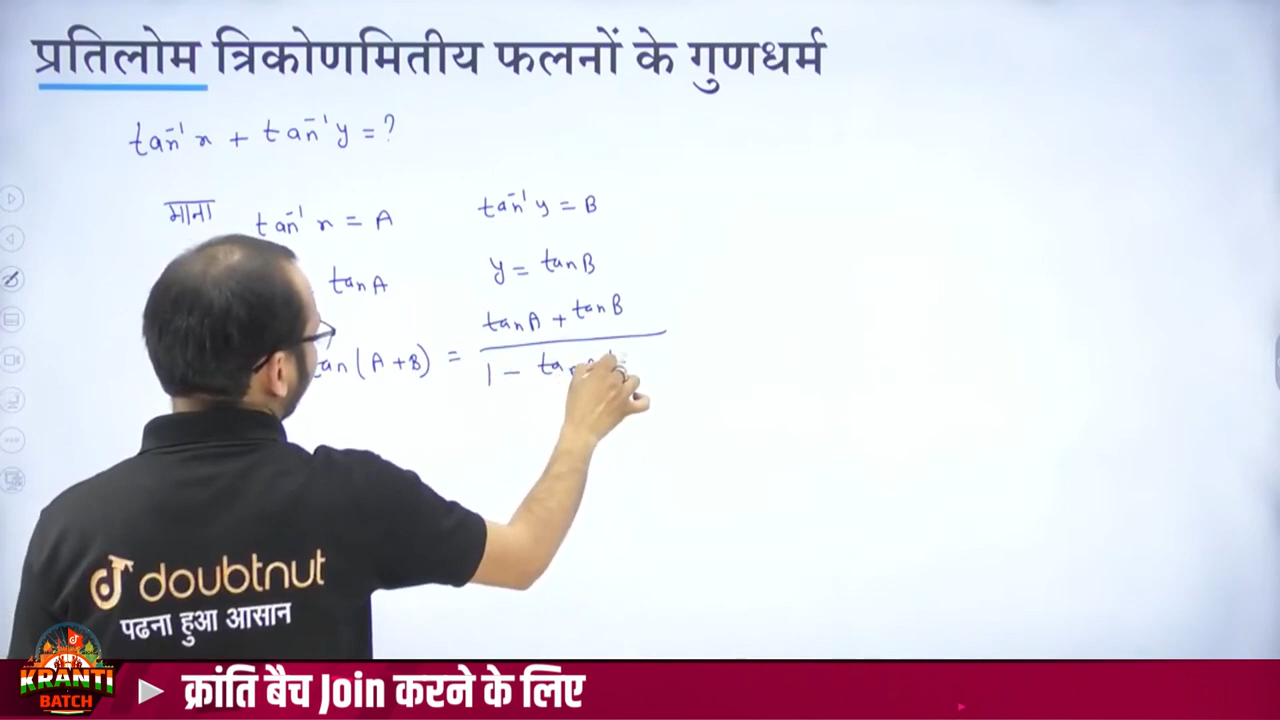 प्रतिलोम त्रिकोणमितीय फलनों के गुणधर्म
tan⁻¹x + tan⁻¹y = ?
माना tan⁻¹x = A tan⁻¹y = B
tanA y = tanB
tan(A+B) = tanA + tanB
1 -
doubtnut
पढना हुआ आसान
KRANTI
BATCH
क्रांति बैच Join करने के लिए